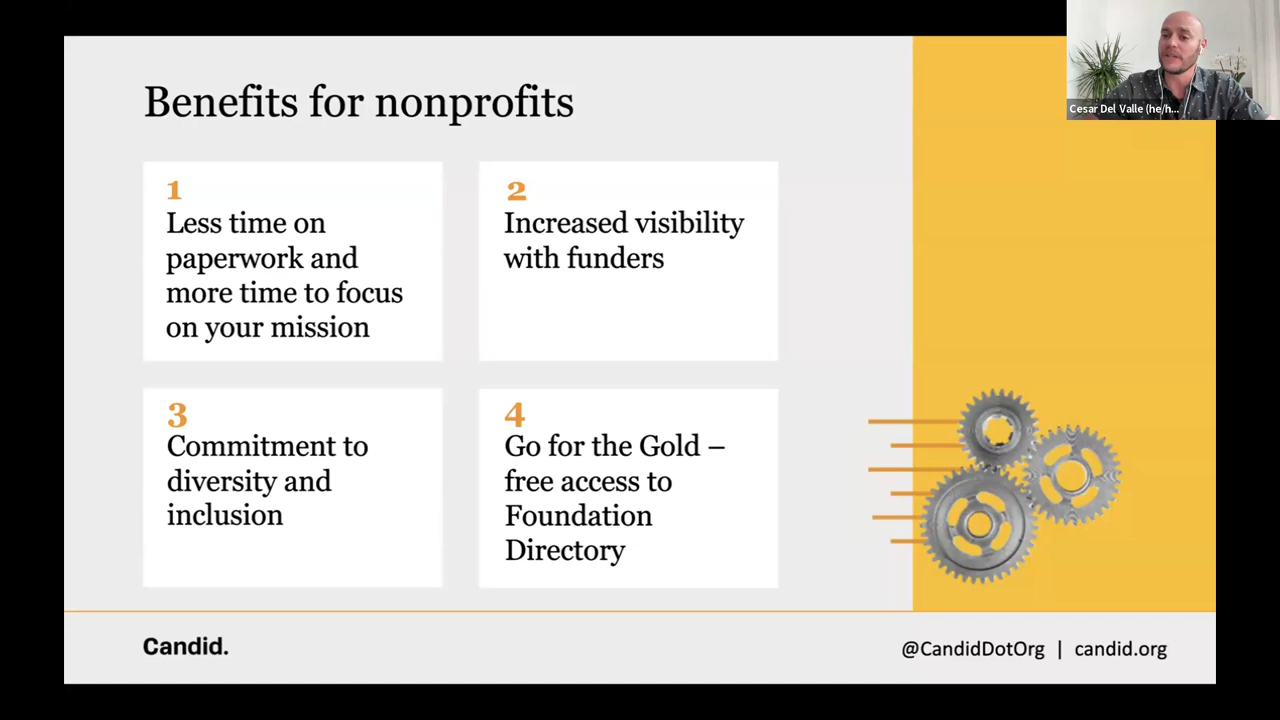 Benefits for nonprofits
1
Less time on
paperwork and
more time to focus
on your mission
2
Increased visibility
with funders
3
Commitment to
diversity and
inclusion
4
Go for the Gold –
free access to
Foundation
Directory
Candid.
@CandidDotOrg | candid.org
Cesar Del Valle (he/h...